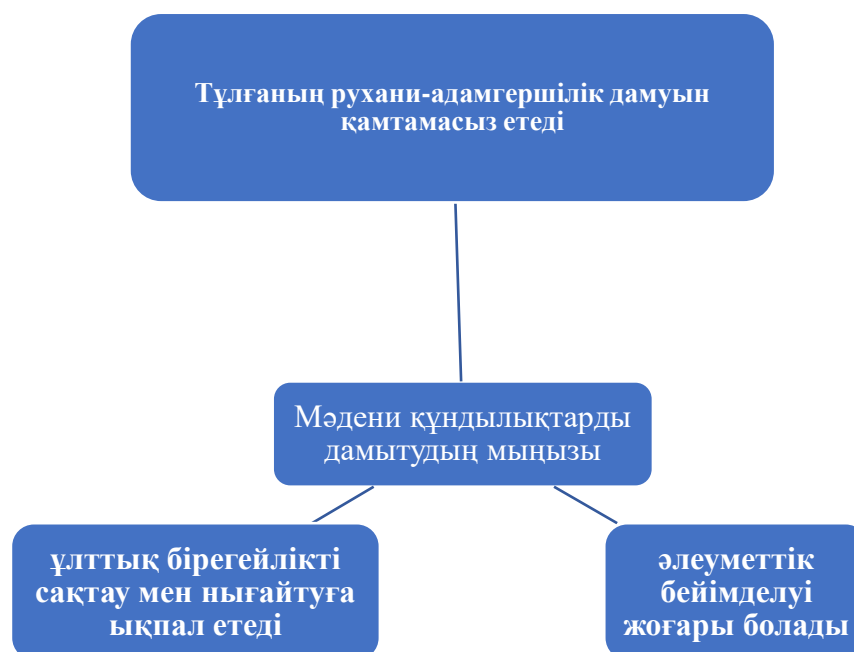 Тұлғаның рухани-адамгершілік дамуын
қамтамасыз етеді
Мәдени құндылықтарды
дамытудың мыңызы
ұлттық бірегейлікті
сақтау мен нығайтуға
ықпал етеді
әлеуметтік
бейімделуі
жоғары болады